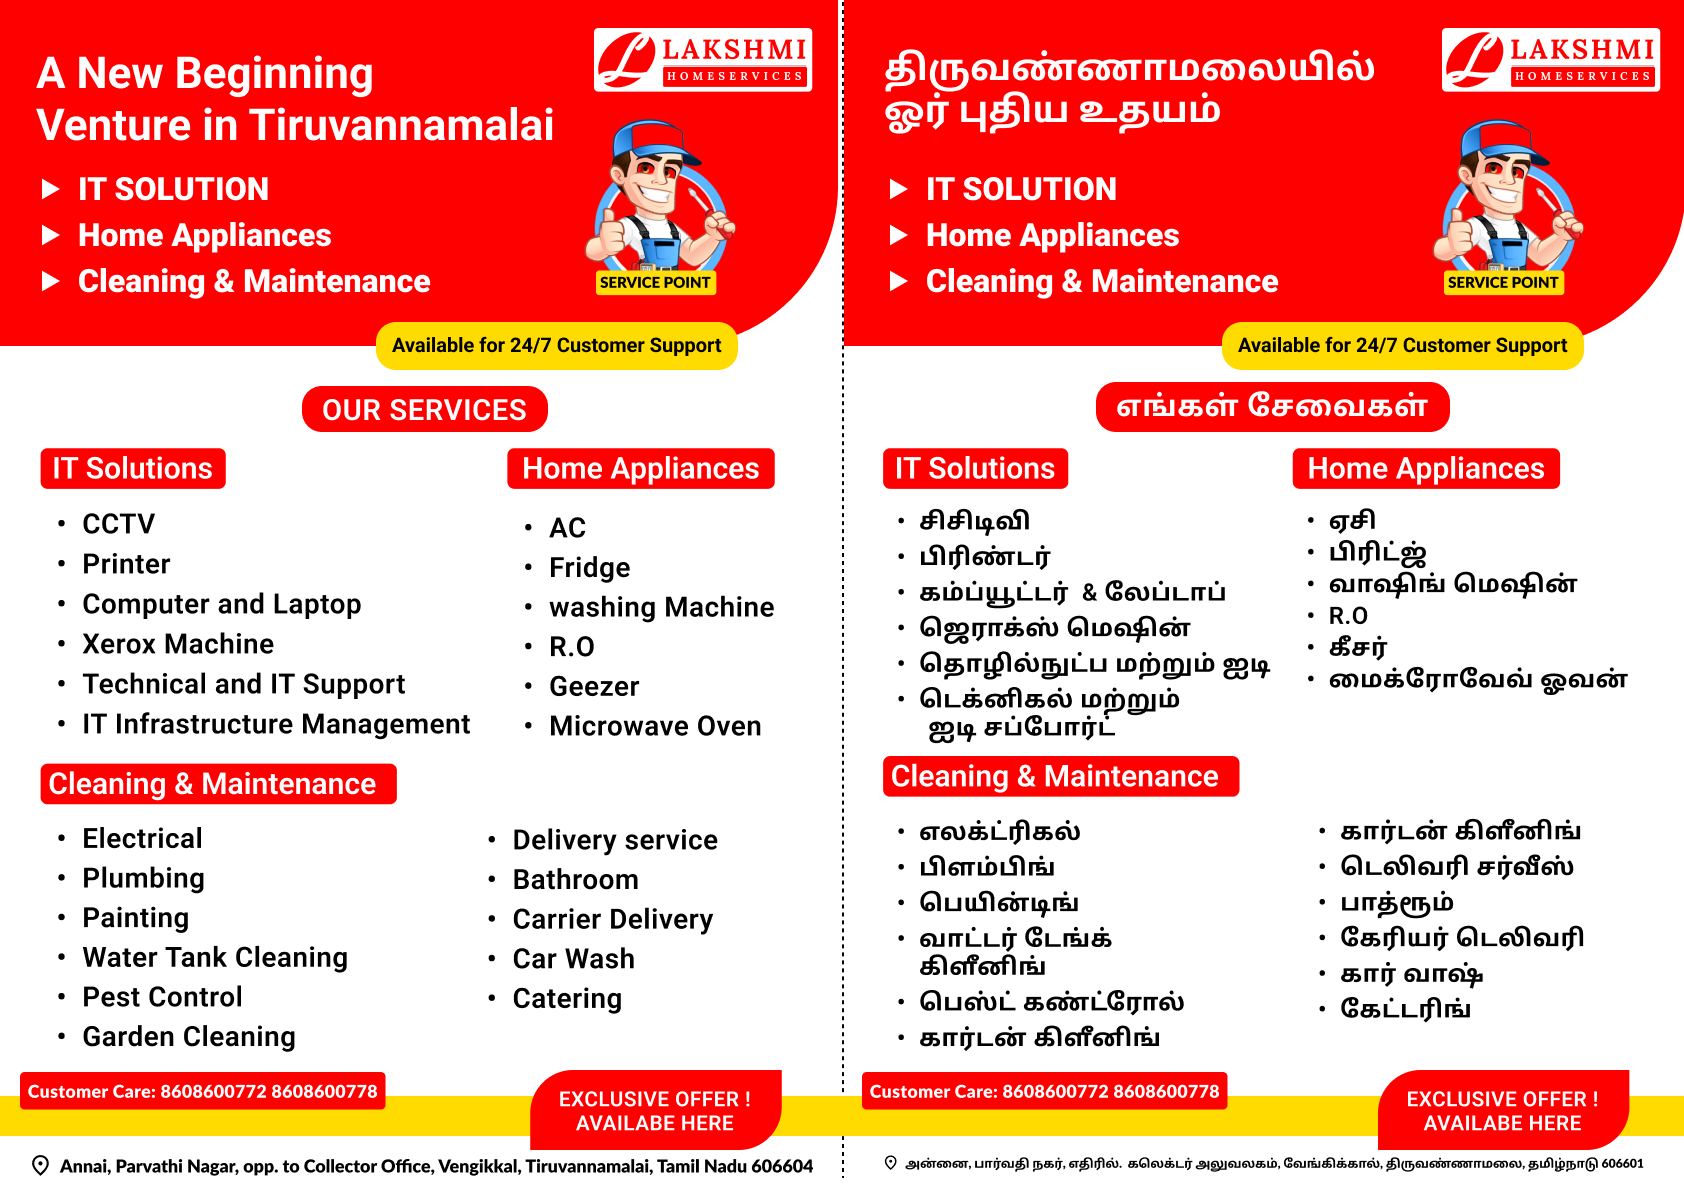 A New Beginning
Venture in Tiruvannamalai
LAKSHMI
HOMESERVICES
IT SOLUTION
Home Appliances
Cleaning & Maintenance
SERVICE POINT
Available for 24/7 Customer Support
OUR SERVICES
IT Solutions
• CCTV
• Printer
• Computer and Laptop
• Xerox Machine
• Technical and IT Support
• IT Infrastructure Management
Home Appliances
• AC
• Fridge
• washing Machine
• R.O
• Geezer
• Microwave Oven
Cleaning & Maintenance
• Electrical
• Plumbing
• Painting
• Water Tank Cleaning
• Pest Control
• Garden Cleaning
• Delivery service
• Bathroom
• Carrier Delivery
• Car Wash
• Catering
Customer Care: 8608600772 8608600778
EXCLUSIVE OFFER !
AVAILABE HERE
Annai, Parvathi Nagar, opp. to Collector Office, Vengikkal, Tiruvannamalai, Tamil Nadu 606604
திருவண்ணாமலையில்
ஓர் புதிய உதயம்
LAKSHMI
HOMESERVICES
IT SOLUTION
Home Appliances
Cleaning & Maintenance
SERVICE POINT
Available for 24/7 Customer Support
எங்கள் சேவைகள்
IT Solutions
• சிசிடிவி
• பிரிண்டர்
• கம்ப்யூட்டர் & லேப்டாப்
• ஜெராக்ஸ் மெஷின்
• தொழில்நுட்ப மற்றும் ஐடி
• டெக்னிகல் மற்றும்
ஐடி சப்போர்ட்
Home Appliances
• ஏசி
• பிரிட்ஜ்
• வாஷிங் மெஷின்
• R.O
• கீசர்
• மைக்ரோவேவ் ஓவன்
Cleaning & Maintenance
• எலக்ட்ரிகல்
• பிளம்பிங்
• பெயின்டிங்
• வாட்டர் டேங்க்
கிளீனிங்
• பெஸ்ட் கண்ட்ரோல்
• கார்டன் கிளீனிங்
• கார்டன் கிளீனிங்
• டெலிவரி சர்வீஸ்
• பாத்ரூம்
• கேரியர் டெலிவரி
• கார் வாஷ்
• கேட்டரிங்
Customer Care: 8608600772 8608600778
EXCLUSIVE OFFER !
AVAILABE HERE
அன்னை, பார்வதி நகர், எதிரில். கலெக்டர் அலுவலகம், வேங்கிக்கால், திருவண்ணாமலை, தமிழ்நாடு 606601